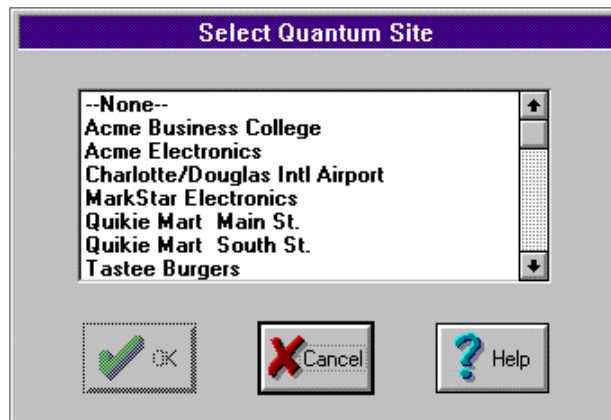 Select Quantum Site
--None--
Acme Business College
Acme Electronics
Charlotte/Douglas Intl Airport
MarkStar Electronics
Quikie Mart  Main St.
Quikie Mart  South St.
Tastee Burgers
OK
Cancel
Help